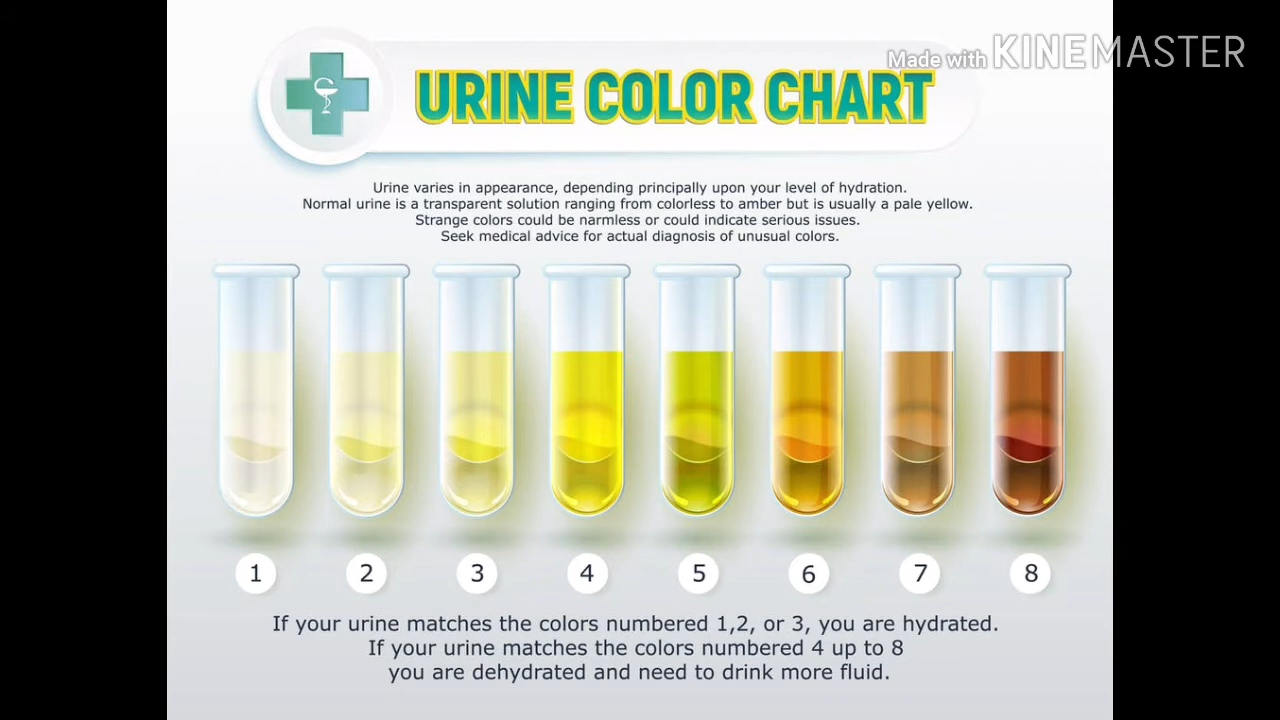 Made with KINEMASTER
URINE COLOR CHART
Urine varies in appearance, depending principally upon your level of hydration.
Normal urine is a transparent solution ranging from colorless to amber but is usually a pale yellow.
Strange colors could be narmless or could indicate serious issues.
Seek medical advice for actual diagnosis of unusual colors.
1 2 3 4 5 6 7 8
If your urine matches the colors numbered 1,2, or 3, you are hydrated.
If your urine matches the colors numbered 4 up to 8
you are dehydrated and need to drink more fluid.